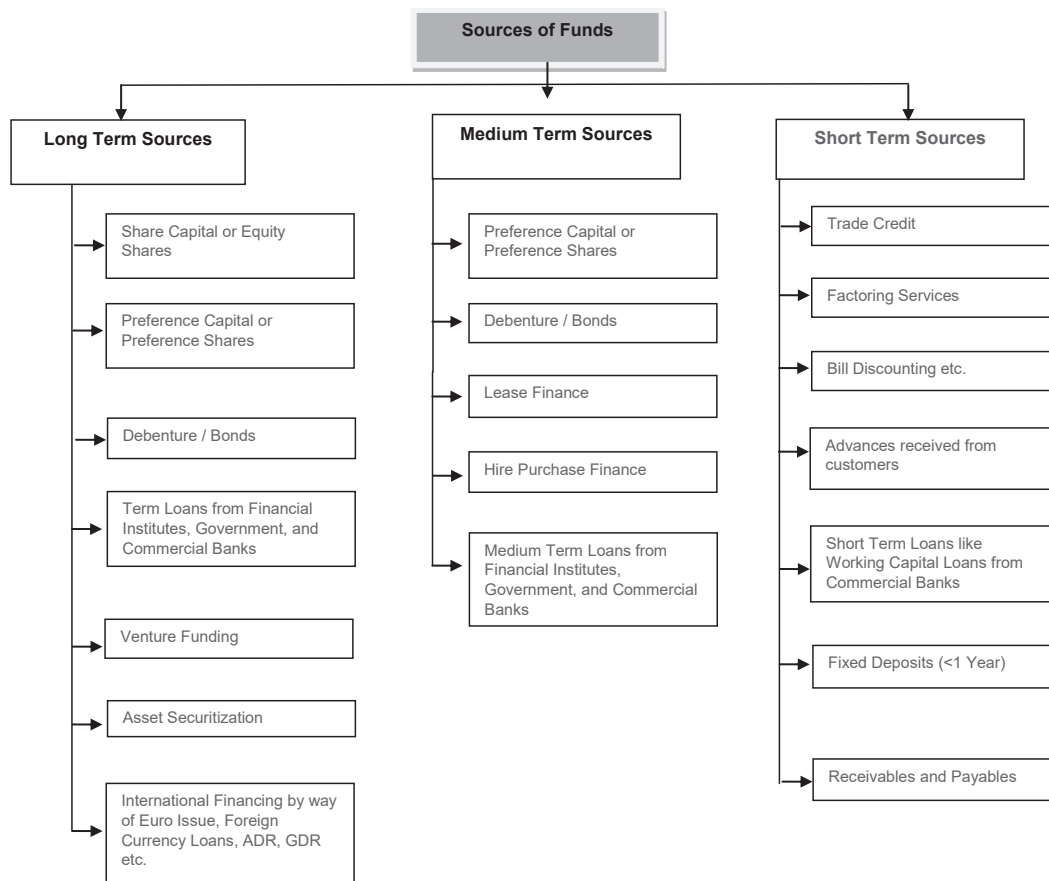 Sources of Funds
Long Term Sources
Share Capital or Equity
Shares
Preference Capital or
Preference Shares
Debenture / Bonds
Term Loans from Financial
Institutes, Government, and
Commercial Banks
Venture Funding
Asset Securitization
International Financing by way
of Euro Issue, Foreign
Currency Loans, ADR, GDR
etc.
Medium Term Sources
Preference Capital or
Preference Shares
Debenture / Bonds
Lease Finance
Hire Purchase Finance
Medium Term Loans from
Financial Institutes,
Government, and Commercial
Banks
Short Term Sources
Trade Credit
Factoring Services
Bill Discounting etc.
Advances received from
customers
Short Term Loans like
Working Capital Loans from
Commercial Banks
Fixed Deposits (<1 Year)
Receivables and Payables